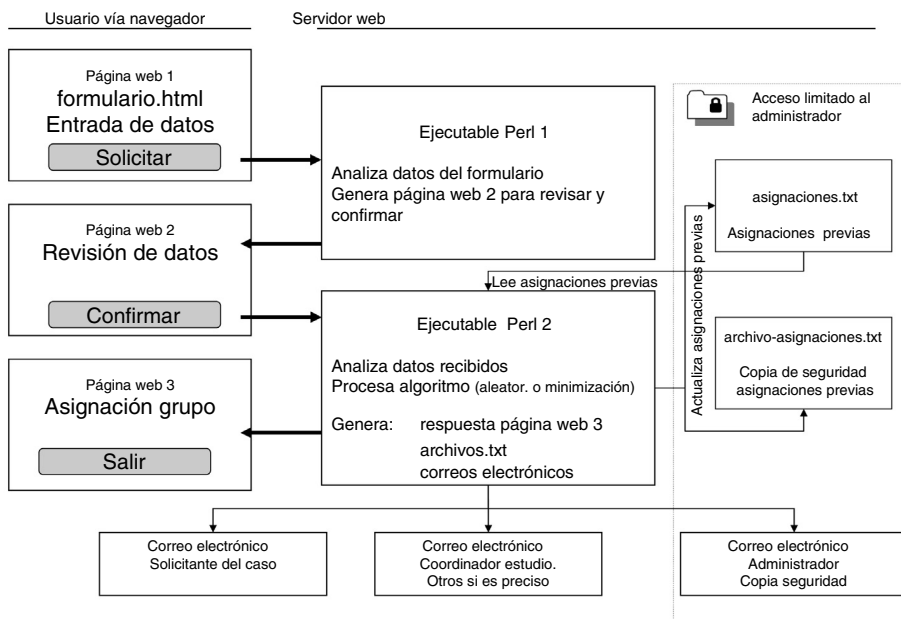 Usuario vía navegador
Servidor web
Página web 1
formulario.html
Entrada de datos
Solicitar
Ejecutable Perl 1
Analiza datos del formulario
Genera página web 2 para revisar y
confirmar
Acceso limitado al
administrador
asignaciones.txt
Asignaciones previas
Página web 2
Revisión de datos
Confirmar
Lee asignaciones previas
Actualiza asignaciones previas
Ejecutable Perl 2
Analiza datos recibidos
Procesa algoritmo (aleator. o minimización)
Genera: respuesta página web 3
archivos.txt
correos electrónicos
archivo-asignaciones.txt
Copia de seguridad
asignaciones previas
Página web 3
Asignación grupo
Salir
Correo electrónico
Solicitante del caso
Correo electrónico
Coordinador estudio.
Otros si es preciso
Correo electrónico
Administrador
Copia seguridad